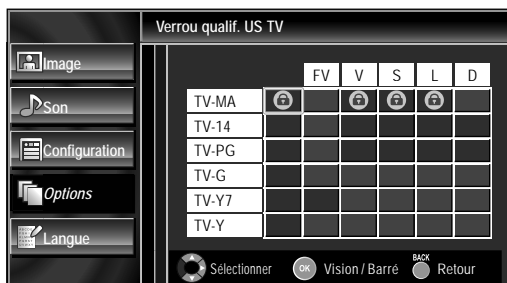 Verrou qualif. US TV
Image
Son
Configuration
Options
Langue
FV V S L D
TV-MA
TV-14
TV-PG
TV-G
TV-Y7
TV-Y
Sélectionner OK Vision / Barré BACK Retour